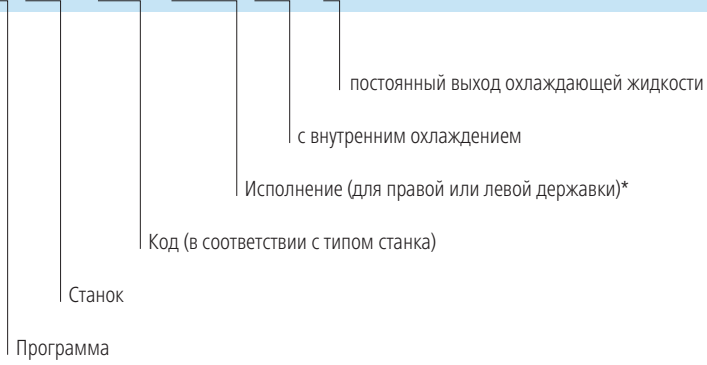 постоянный выход охлаждающей жидкости
с внутренним охлаждением
Исполнение (для правой или левой державки)*
Код (в соответствии с типом станка)
Станок
Программа